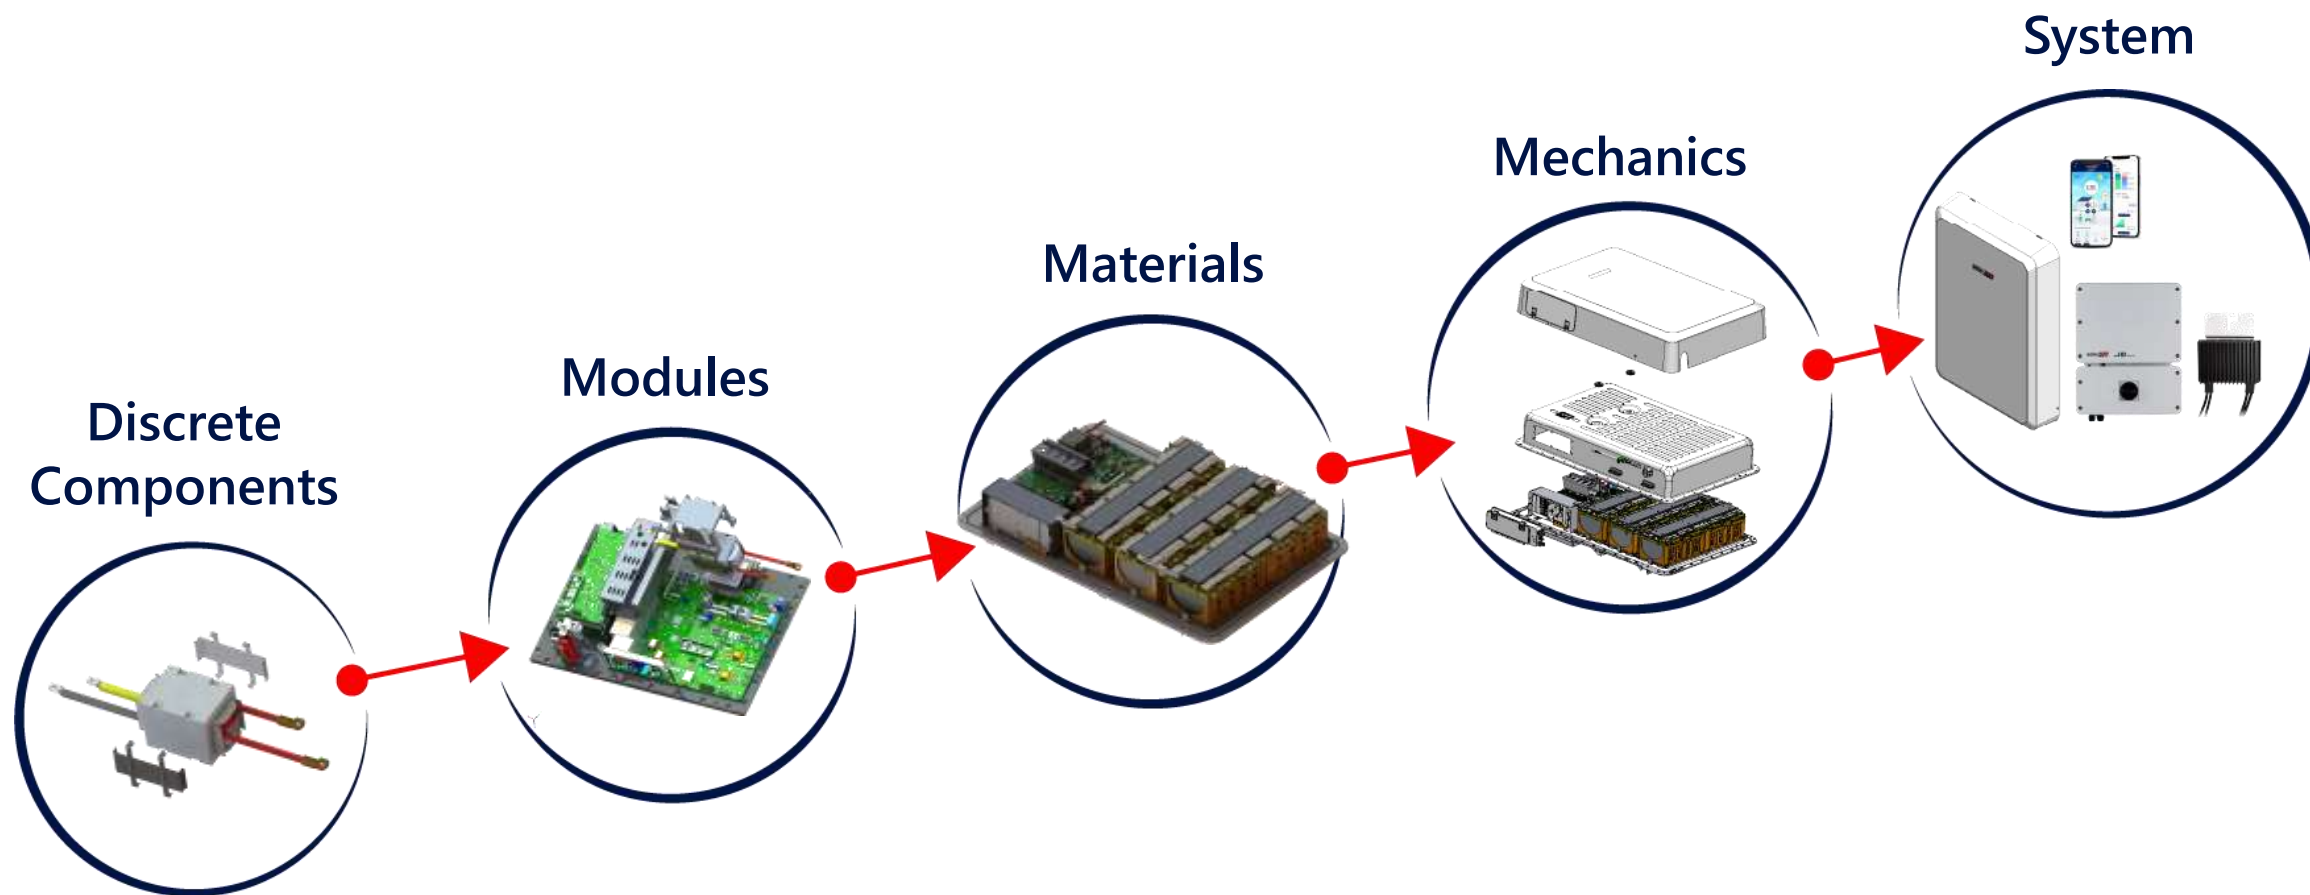 Discrete
Components
Modules
Materials
Mechanics
System